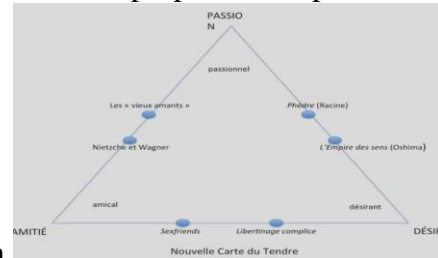 PASSIO
N
passionnel
Les « vieux amants »
Phèdre (Racine)
Nietzche et Wagner
L'Empire des sens (Oshima)
amical
désirant
AMITIÉ
DÉSI
Sexfriends
Libertinage complice
Nouvelle Carte du Tendre